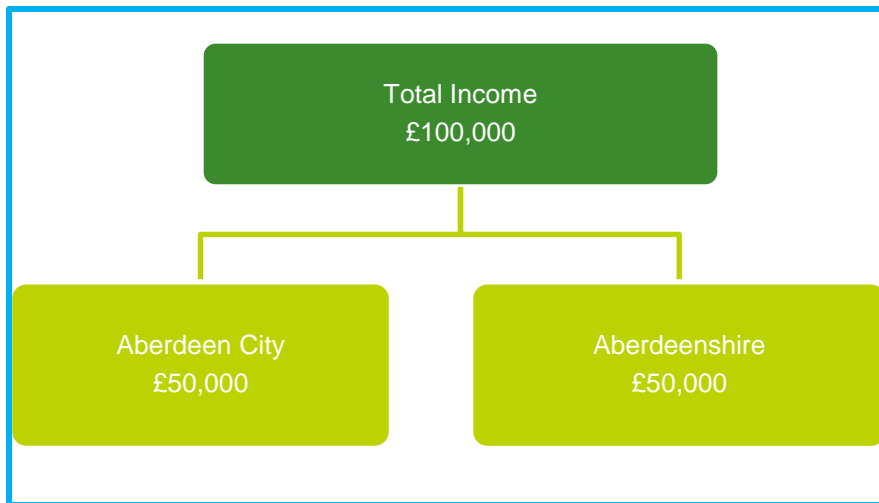 Total Income
£100,000
Aberdeen City
£50,000
Aberdeenshire
£50,000